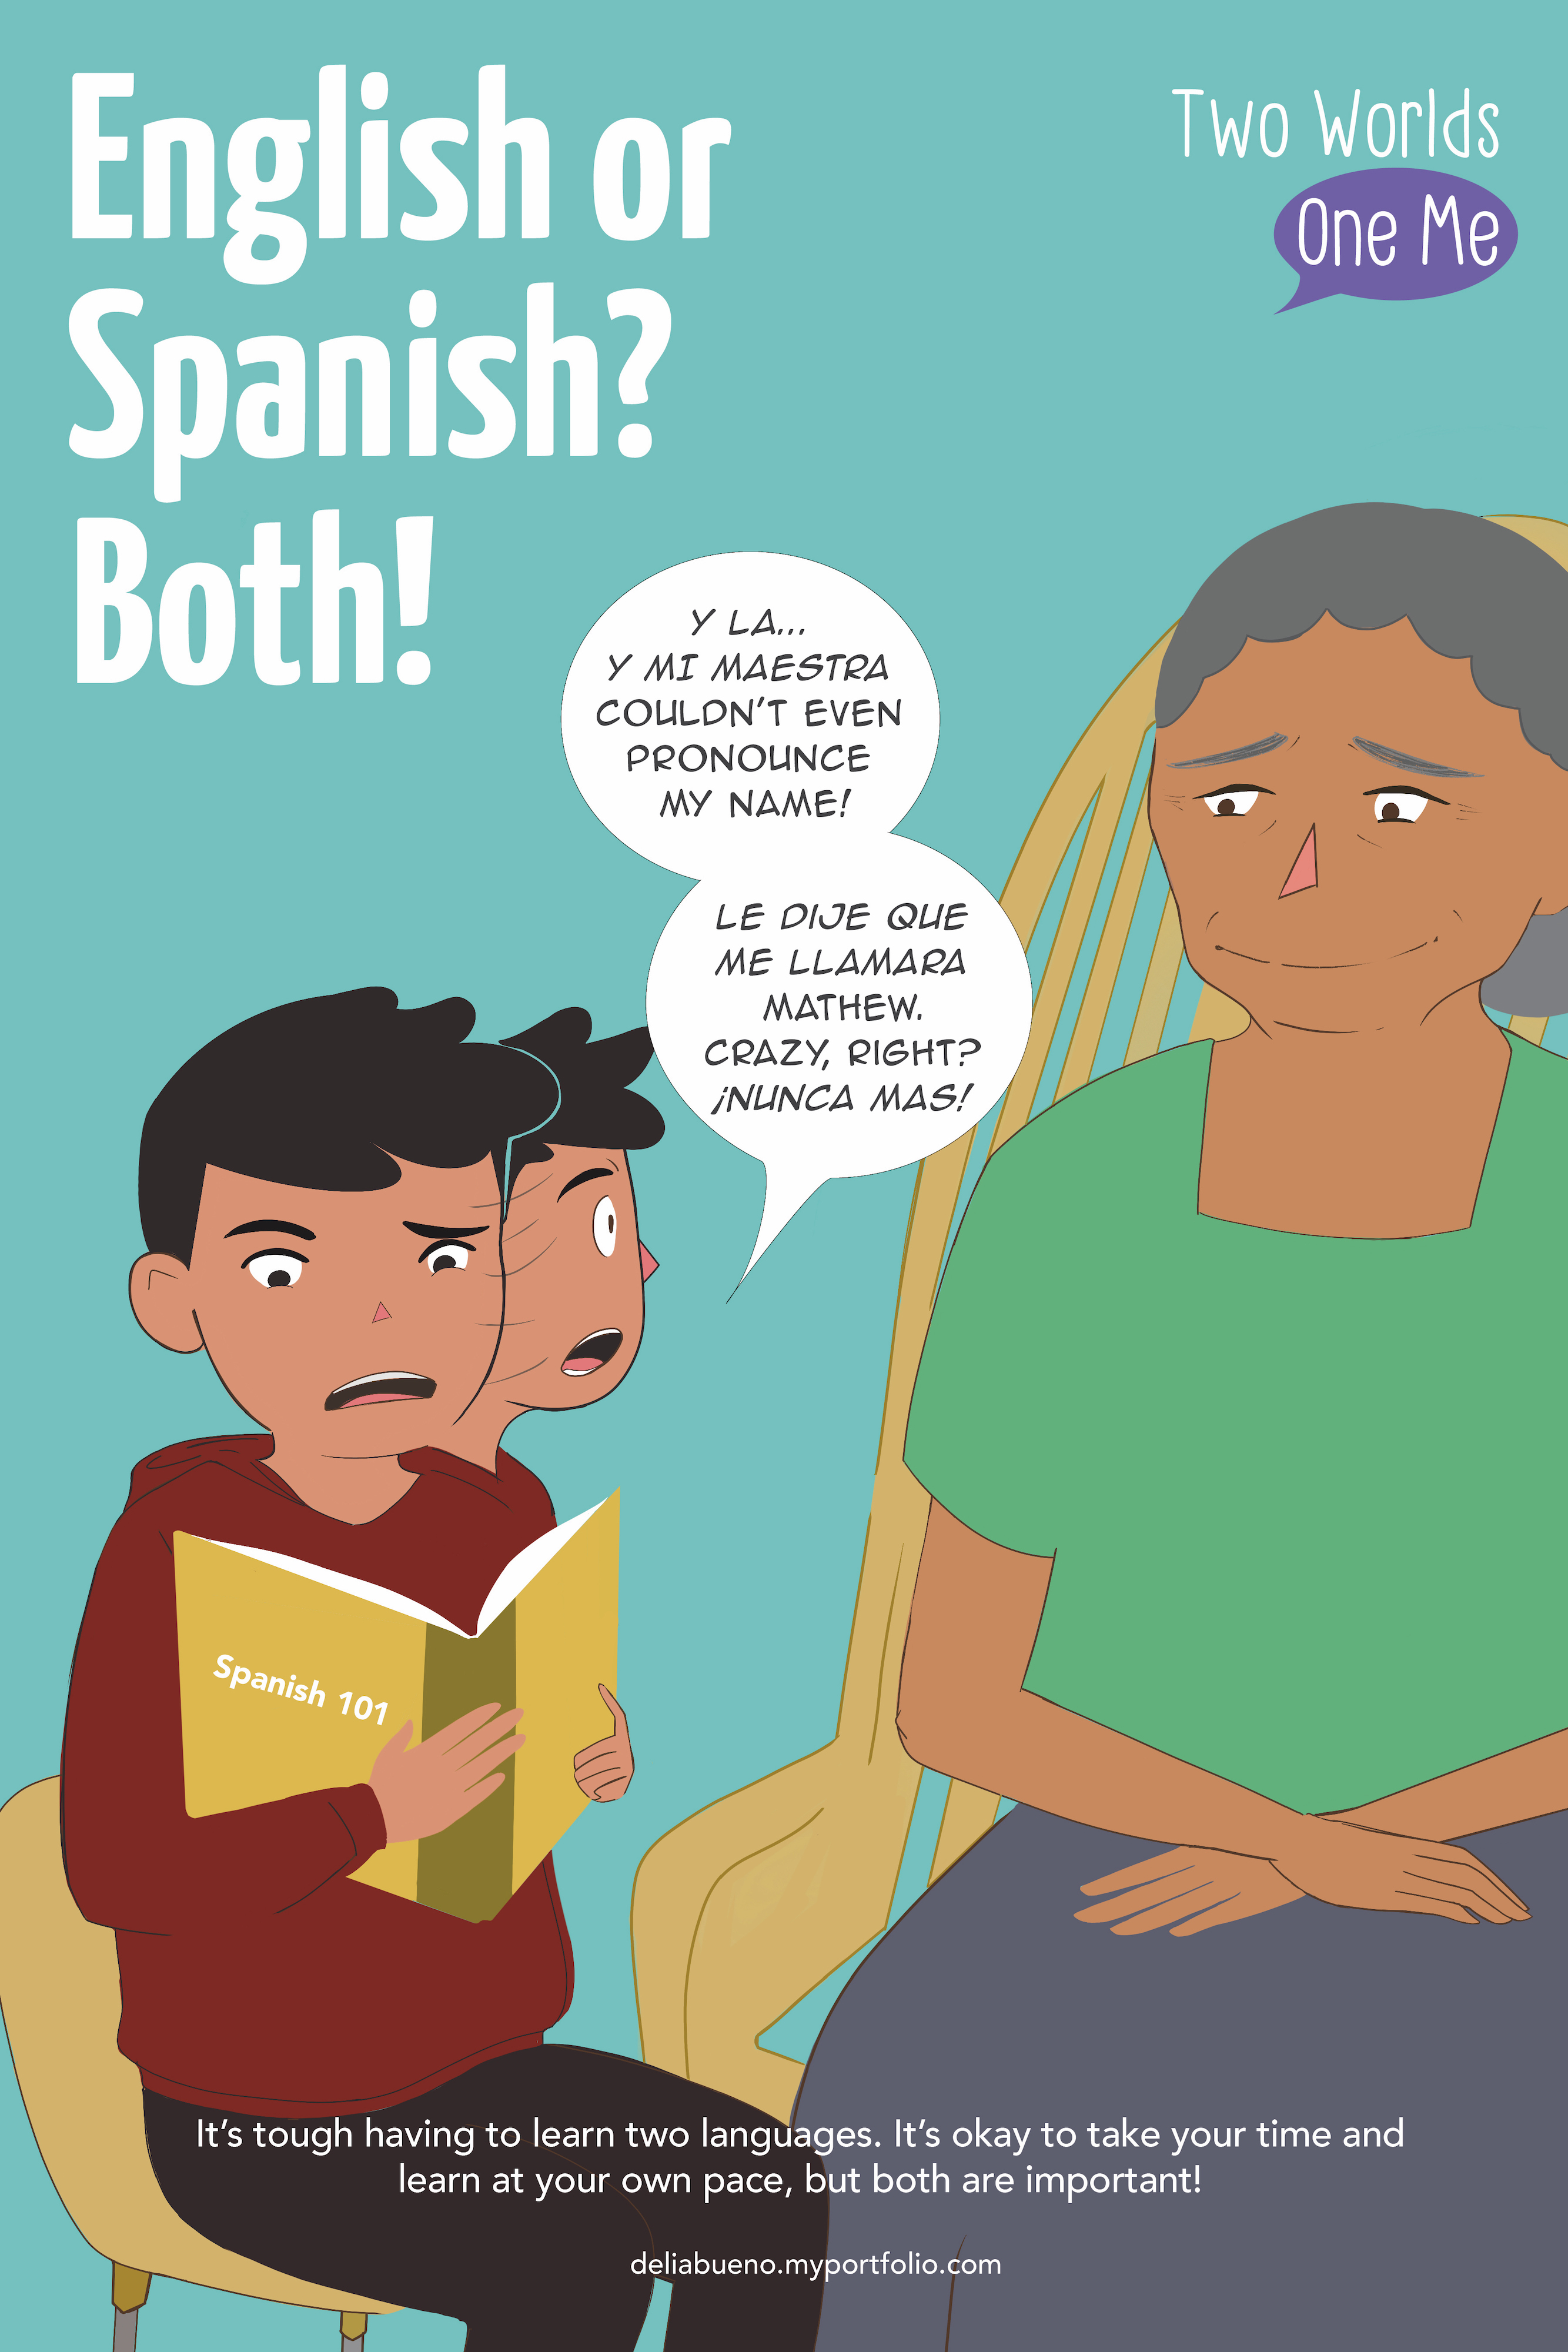 English or
Spanish?
Both!
Two Worlds
One Me
Y LA...
Y MI MAESTRA
COULDN'T EVEN
PRONOUNCE
MY NAME!
LE DIJE QUE
ME LLAMARA
MATHEW.
CRAZY, RIGHT?
¡NUNCA MAS!
Spanish 101
It's tough having to learn two languages. It's okay to take your time and
learn at your own pace, but both are important!
deliabueno.myportfolio.com